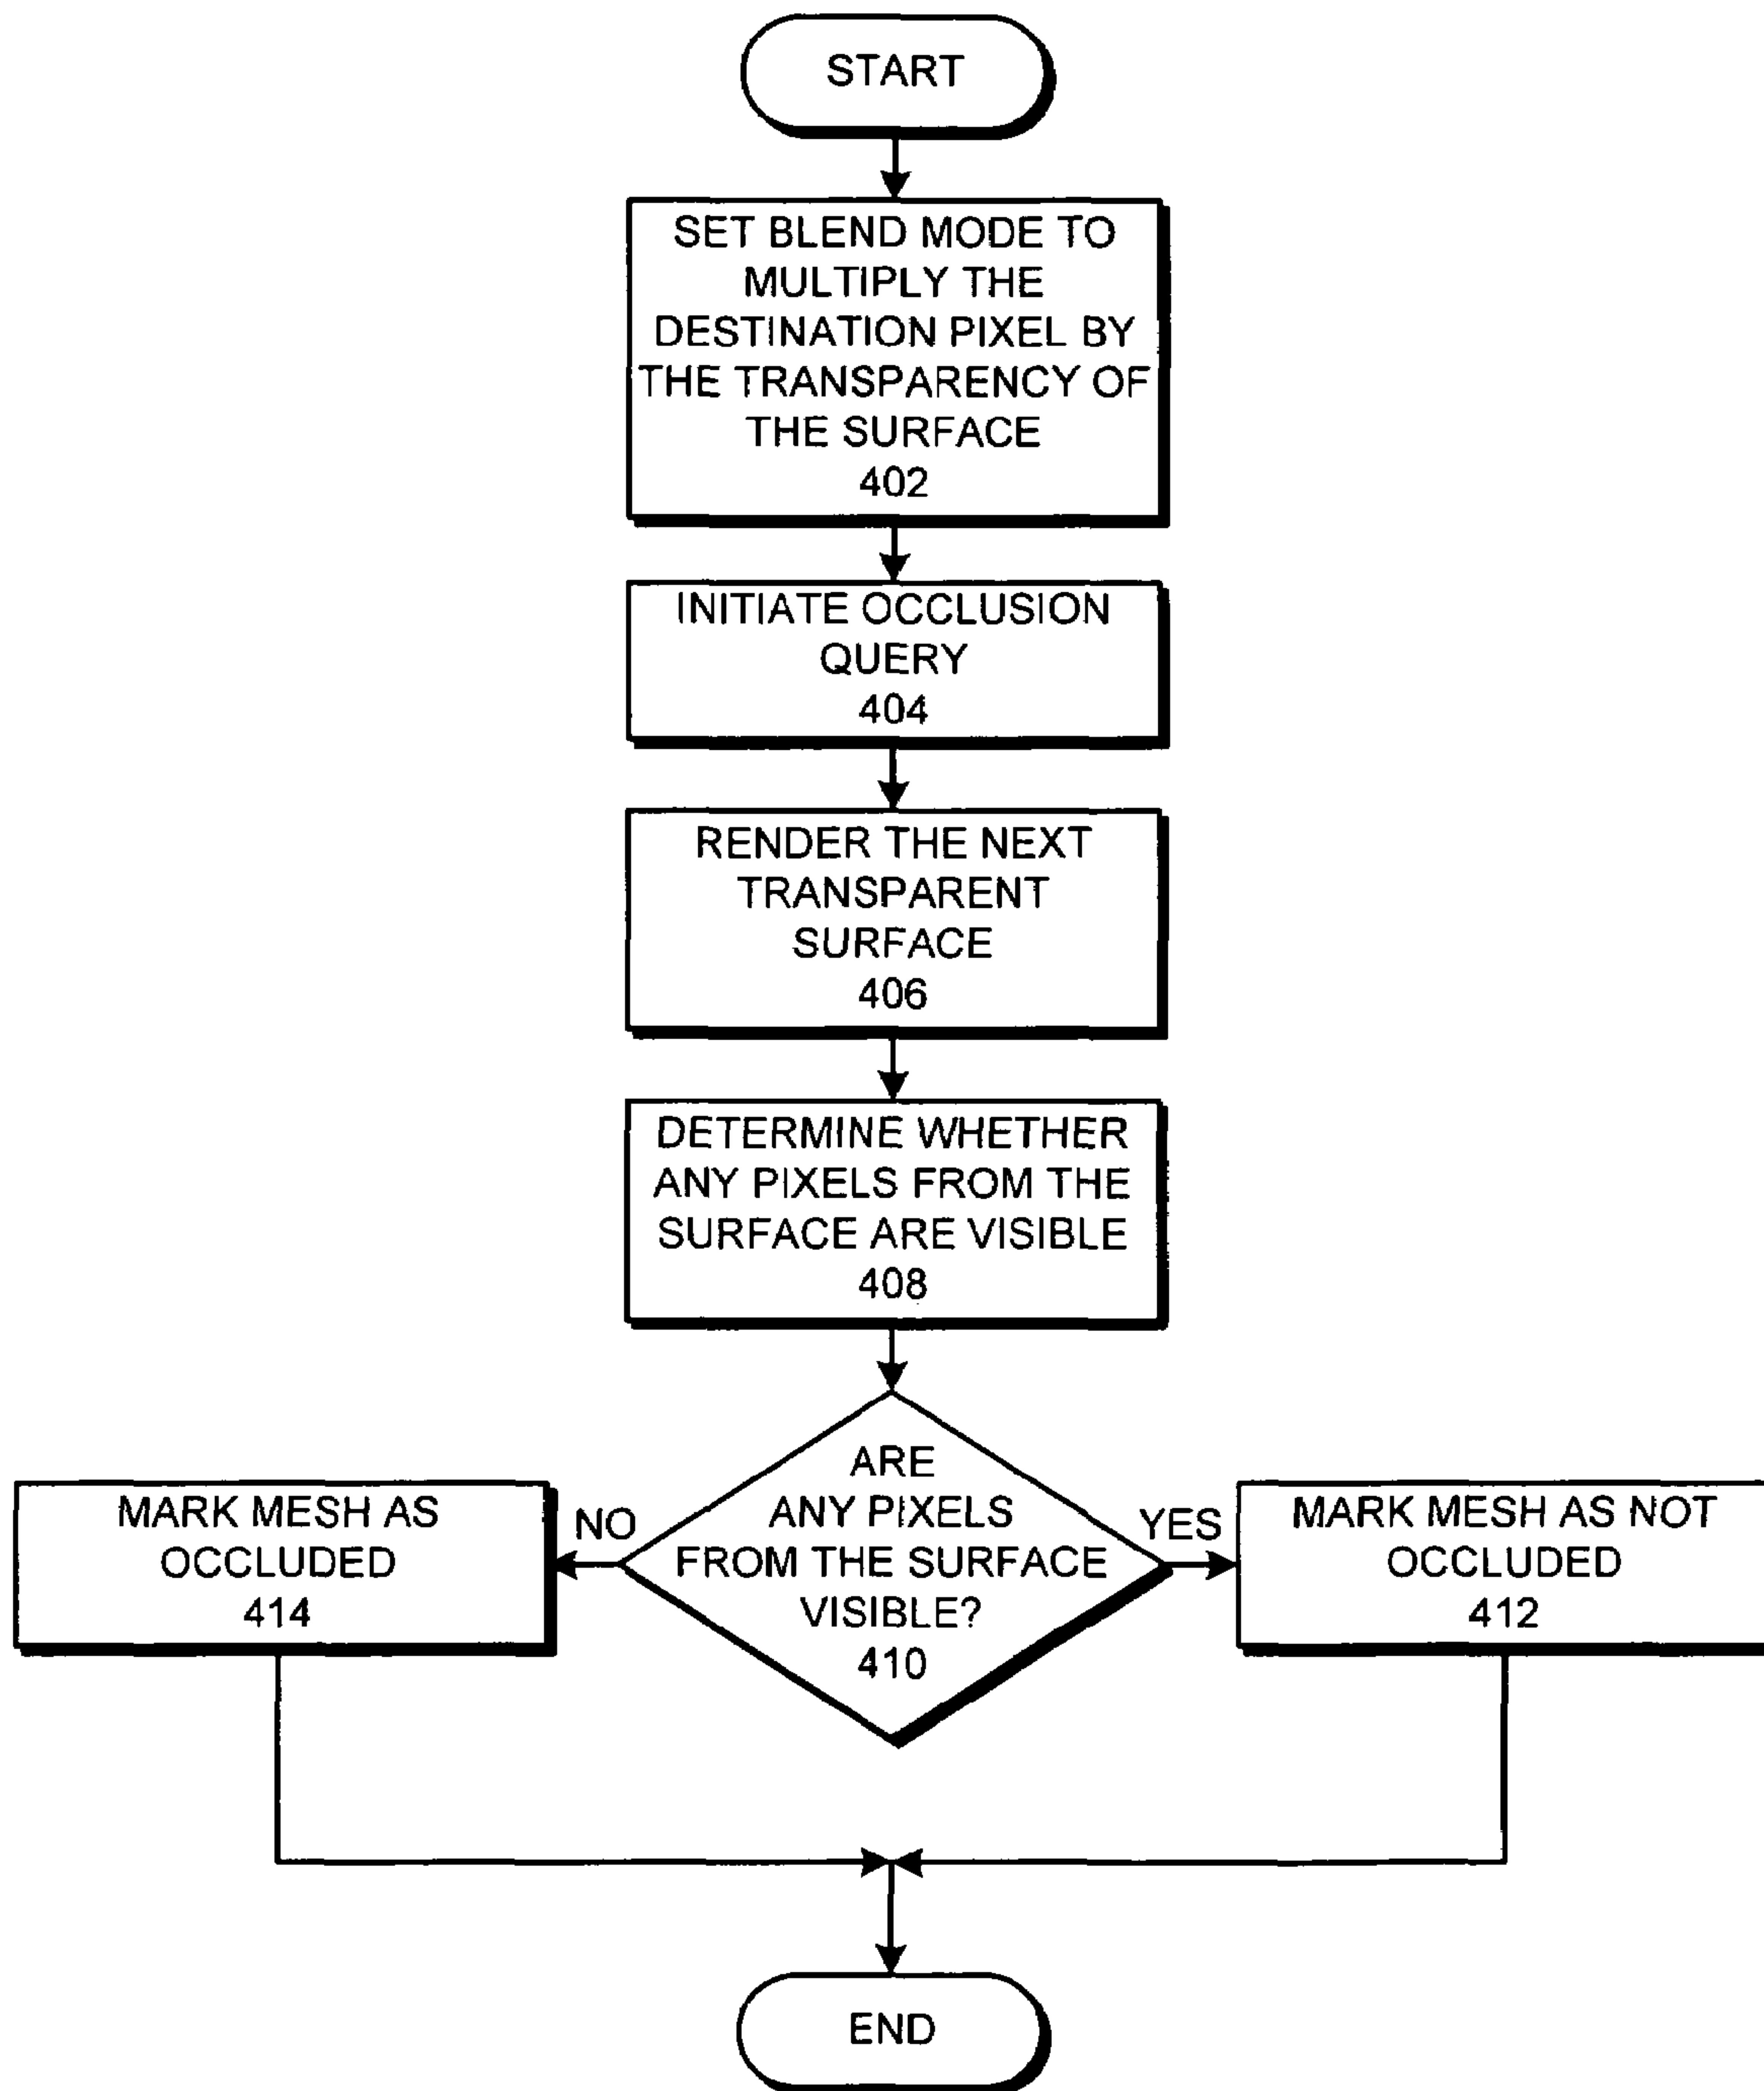 START
SET BLEND MODE TO
MULTIPLY THE
DESTINATION PIXEL BY
THE TRANSPARENCY OF
THE SURFACE
402
INITIATE OCCLUSION
QUERY
404
RENDER THE NEXT
TRANSPARENT
SURFACE
406
DETERMINE WHETHER
ANY PIXELS FROM THE
SURFACE ARE VISIBLE
408
ARE
ANY PIXELS
FROM THE SURFACE
VISIBLE?
410
NO
YES
MARK MESH AS
OCCLUDED
414
MARK MESH AS NOT
OCCLUDED
412
END